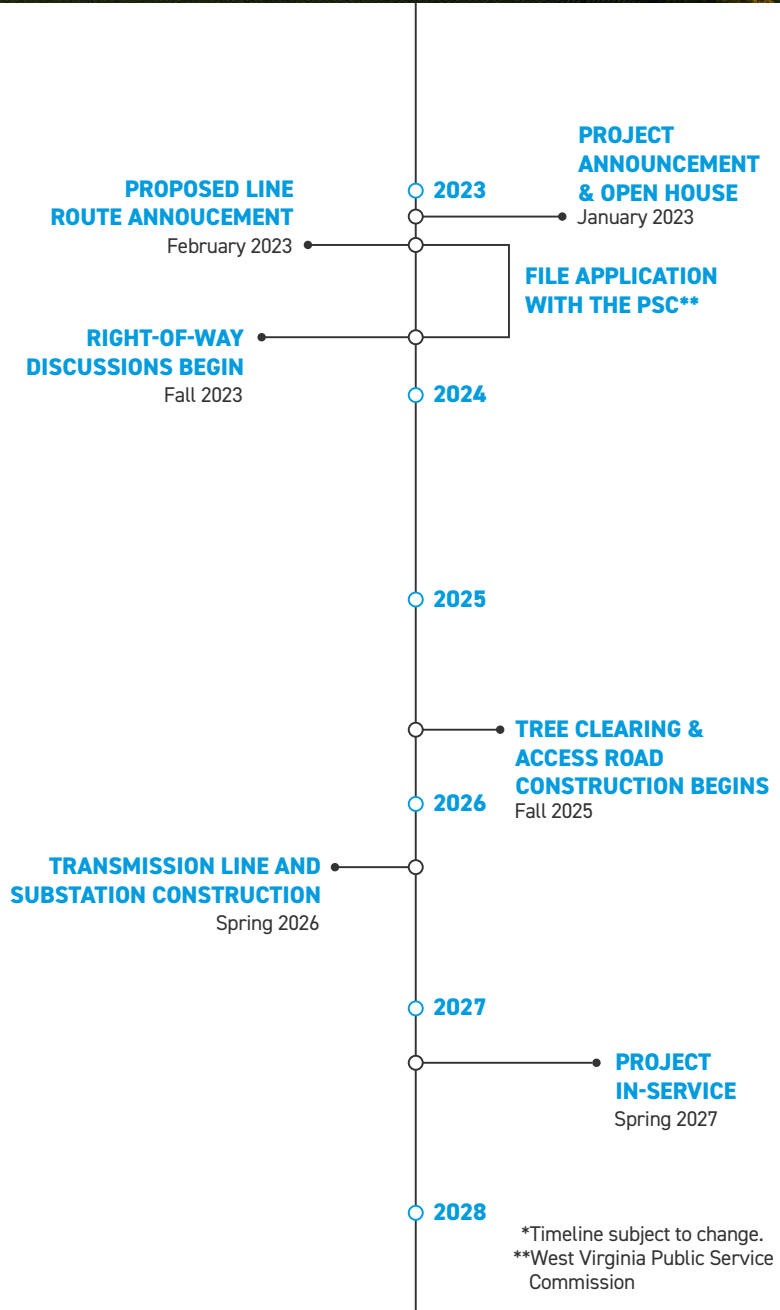 PROJECT
ANNOUNCEMENT
& OPEN HOUSE
January 2023
2023
PROPOSED LINE
ROUTE ANNOUCEMENT
February 2023
FILE APPLICATION
WITH THE PSC**
RIGHT-OF-WAY
DISCUSSIONS BEGIN
Fall 2023
2024
2025
TREE CLEARING &
ACCESS ROAD
CONSTRUCTION BEGINS
Fall 2025
2026
TRANSMISSION LINE AND
SUBSTATION CONSTRUCTION
Spring 2026
2027
PROJECT
IN-SERVICE
Spring 2027
2028
*Timeline subject to change.
**West Virginia Public Service
Commission